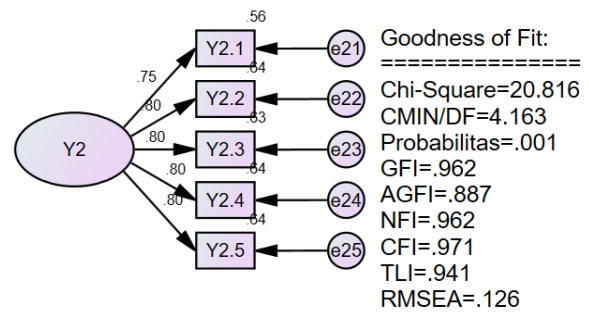 .56
Y2.1
e21
.75
.64
Y2.2
e22
.80
.63
Y2.3
e23
.80
Y2
.64
Y2.4
e24
.80
.64
Y2.5
e25
.80
Goodness of Fit:
===============
Chi-Square=20.816
CMIN/DF=4.163
Probabilitas=.001
GFI=.962
AGFI=.887
NFI=.962
CFI=.971
TLI=.941
RMSEA=.126